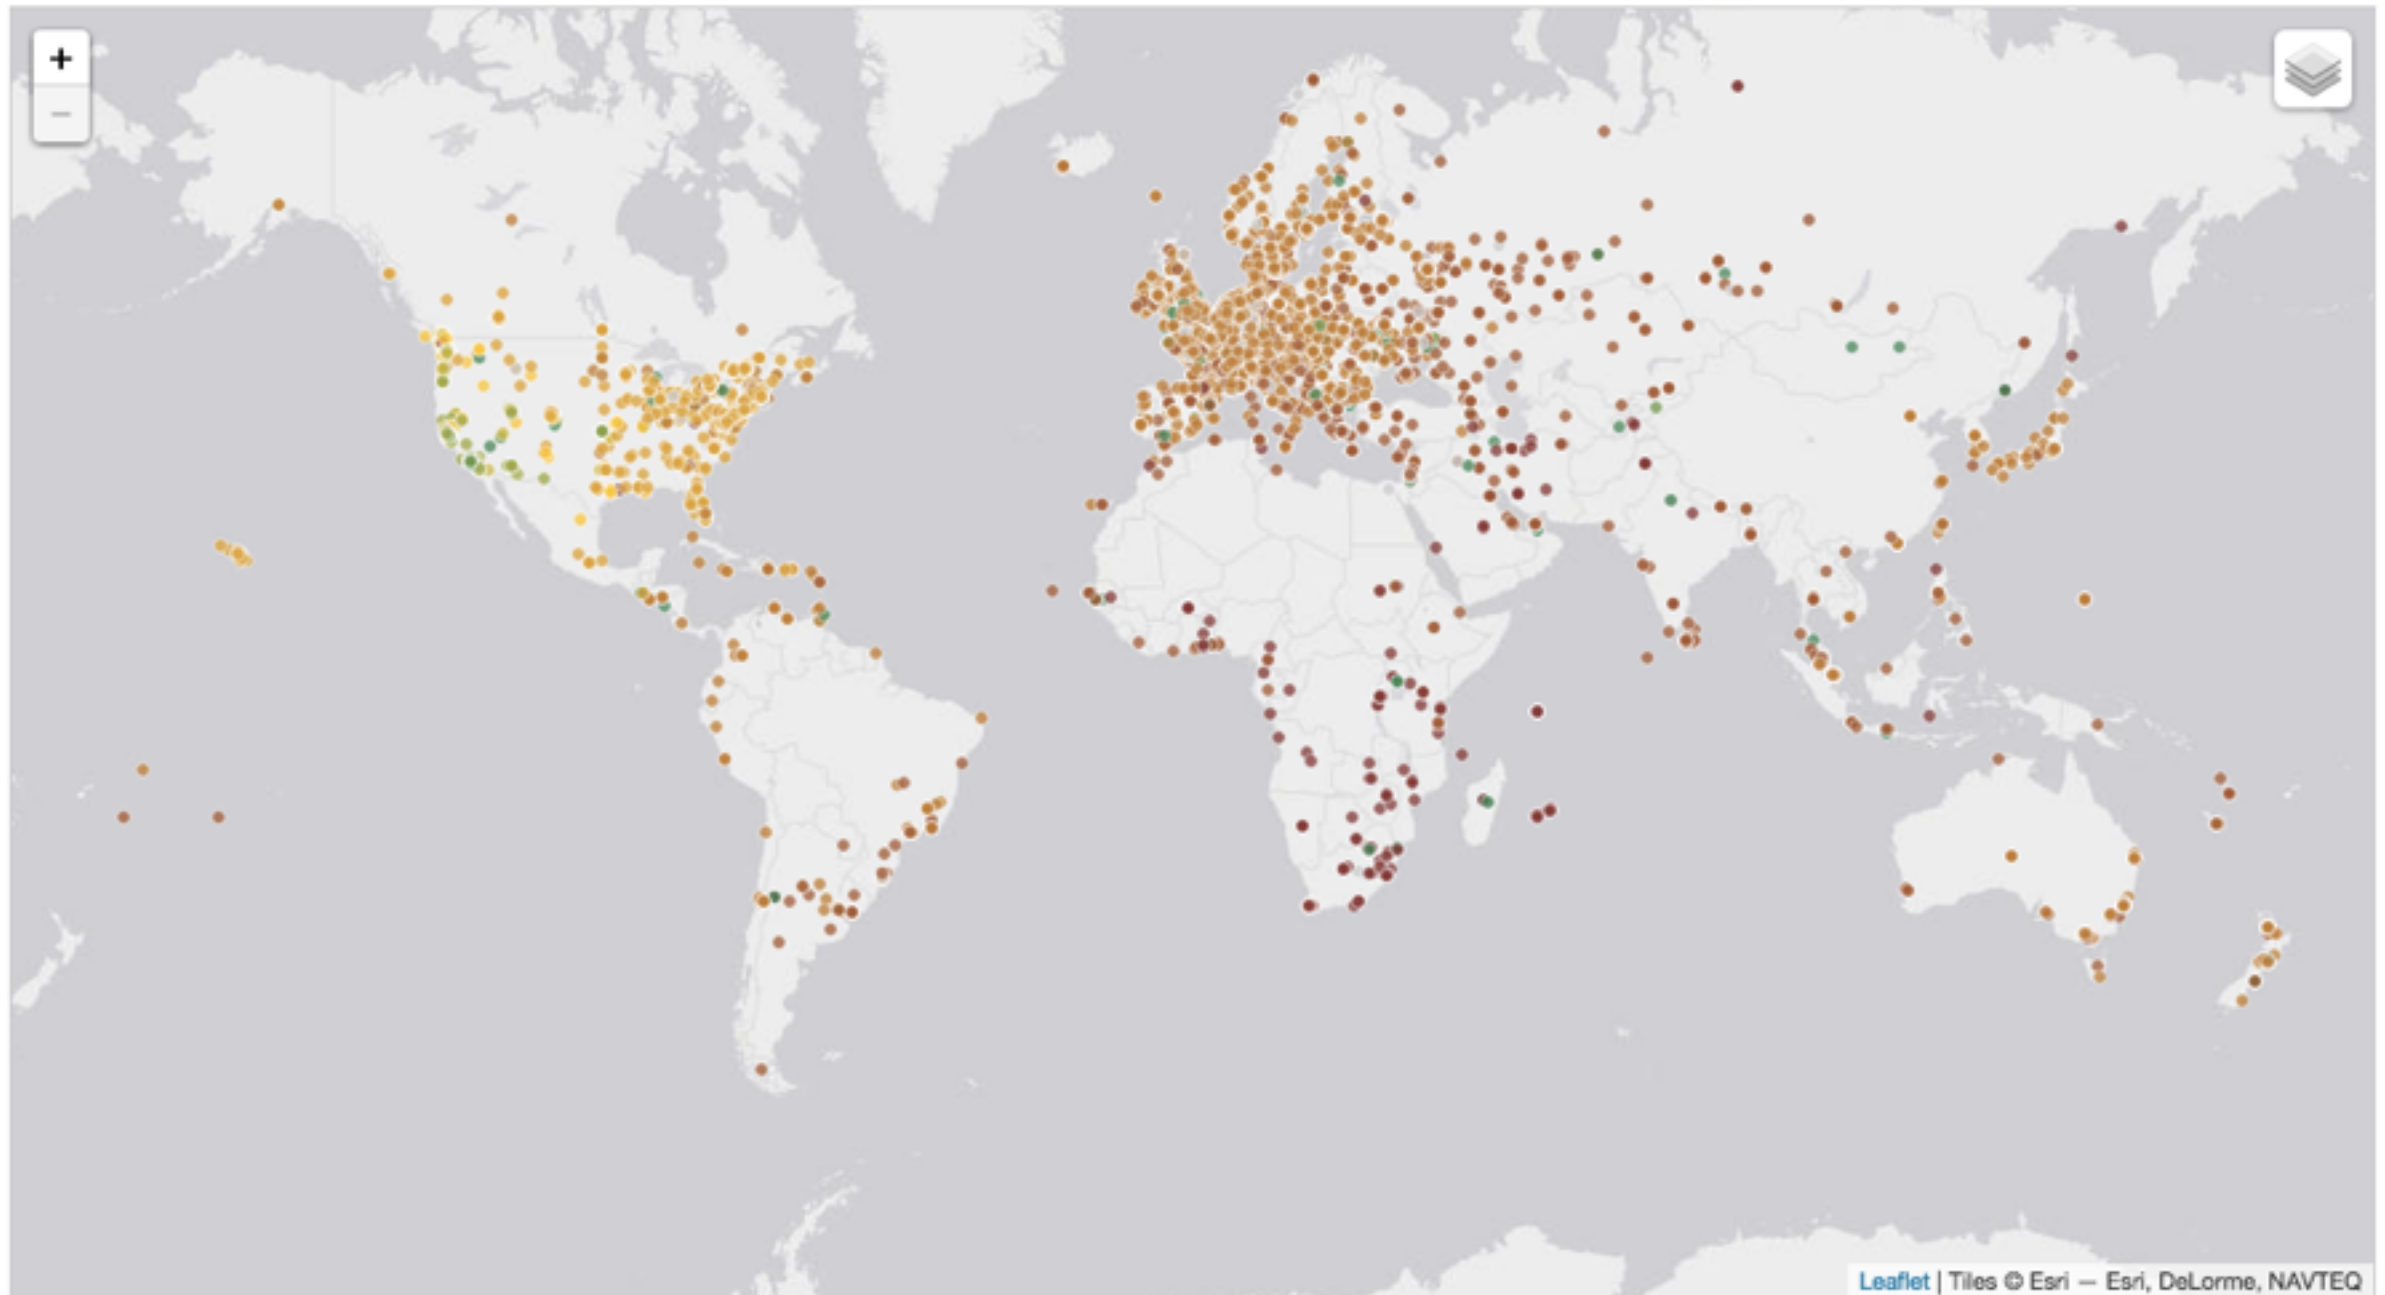 +
−
Leaflet | Tiles © Esri — Esri, DeLorme, NAVTEQ